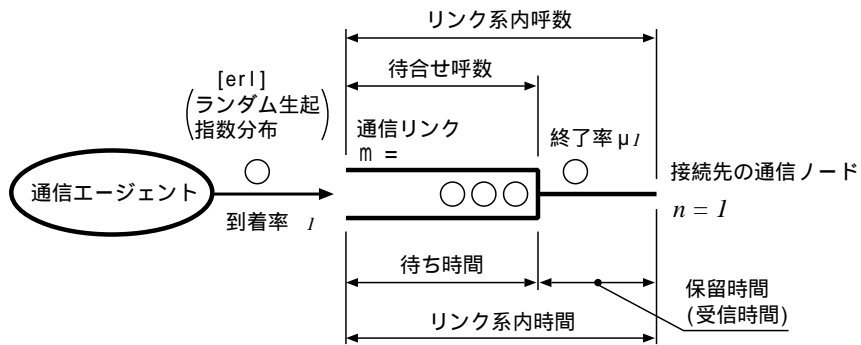 リンク系内呼数
待合せ呼数
[erl]
(ランダム生起)
指数分布
通信リンク
m =
終了率 μ1
接続先の通信ノード
n = 1
通信エージェント
到着率 1
待ち時間
保留時間
(受信時間)
リンク系内時間